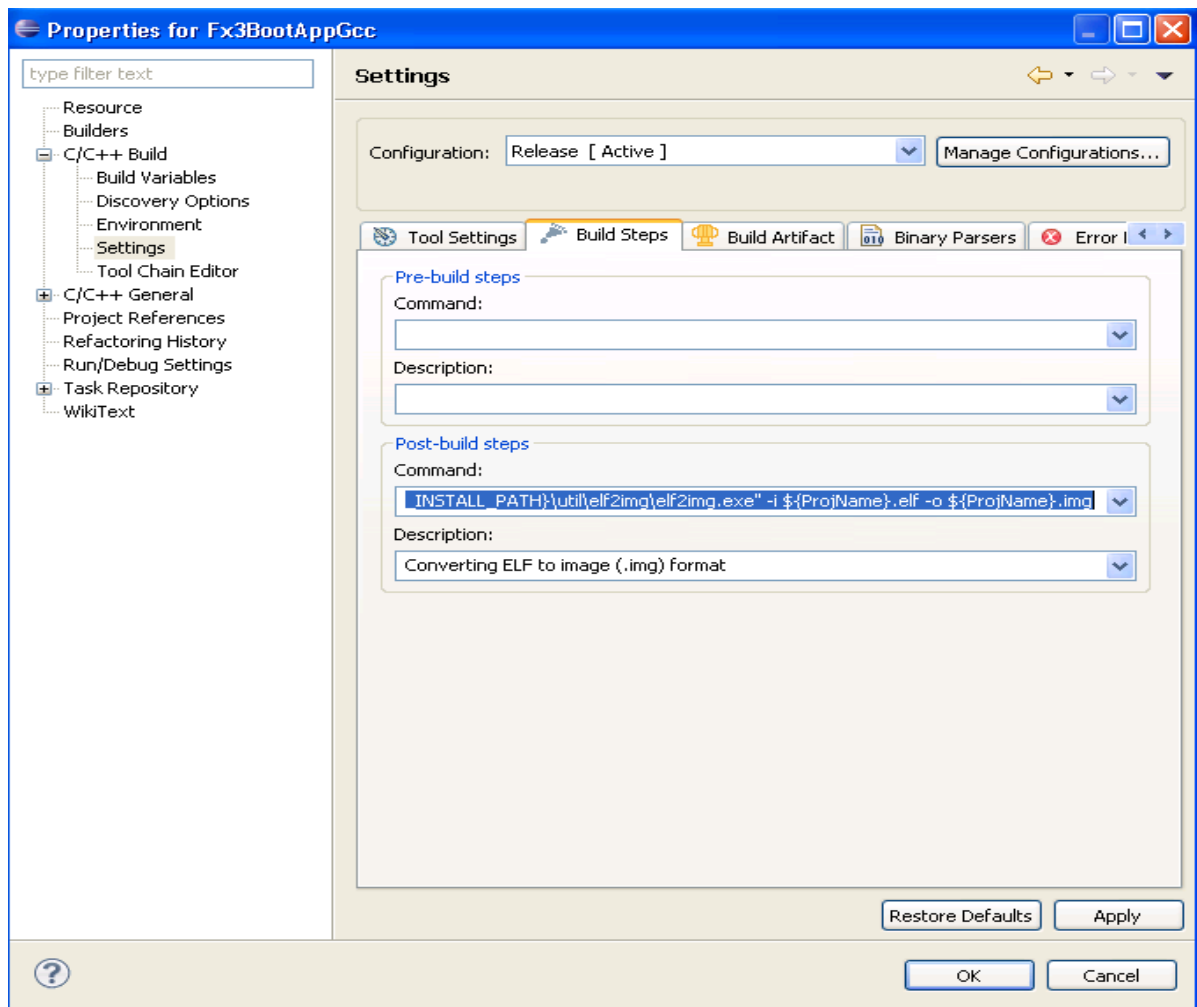 Properties for Fx3BootAppGcc
type filter text
Resource
Builders
C/C++ Build
Build Variables
Discovery Options
Environment
Settings
Tool Chain Editor
C/C++ General
Project References
Refactoring History
Run/Debug Settings
Task Repository
WikiText
Settings
Configuration: Release [ Active ] Manage Configurations...
Tool Settings Build Steps Build Artifact Binary Parsers Error
010
Pre-build steps
Command:
Description:
Post-build steps
Command:
_INSTALL_PATH}\util\elf2img\elf2img.exe" -i ${ProjName}.elf -o ${ProjName}.img
Description:
Converting ELF to image (.img) format
Restore Defaults Apply
? OK Cancel